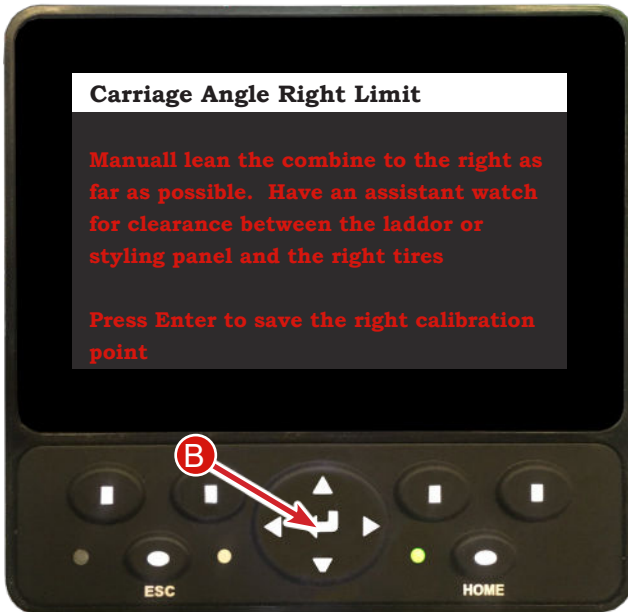 Carriage Angle Right Limit
Manuall lean the combine to the right as
far as possible.  Have an assistant watch
for clearance between the laddor or
styling panel and the right tires
Press Enter to save the right calibration
point
B
ESC
HOME